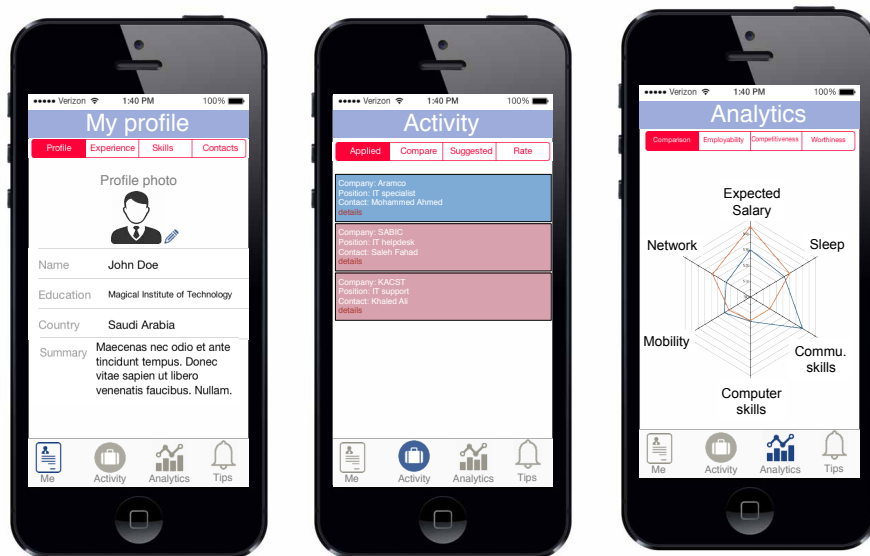 Verizon 1:40 PM 100%
My profile
Profile Experience Skills Contacts
Profile photo
Name John Doe
Education Magical Institute of Technology
Country Saudi Arabia
Summary Maecenas nec odio et ante
tincidunt tempus. Donec
vitae sapien ut libero
venenatis faucibus. Nullam.
Me Activity Analytics Tips
Verizon 1:40 PM 100%
Activity
Applied Compare Suggested Rate
Company: Aramco
Position: IT specialist
Contact: Mohammed Ahmed
details
Company: SABIC
Position: IT helpdesk
Contact: Saleh Fahad
details
Company: KACST
Position: IT support
Contact: Khaled Ali
details
Me Activity Analytics Tips
Verizon 1:40 PM 100%
Analytics
Comparison Employability Competitiveness Worthiness
Expected
Salary
Network
Sleep
Mobility
Commu.
skills
Computer
skills
Me Activity Analytics Tips